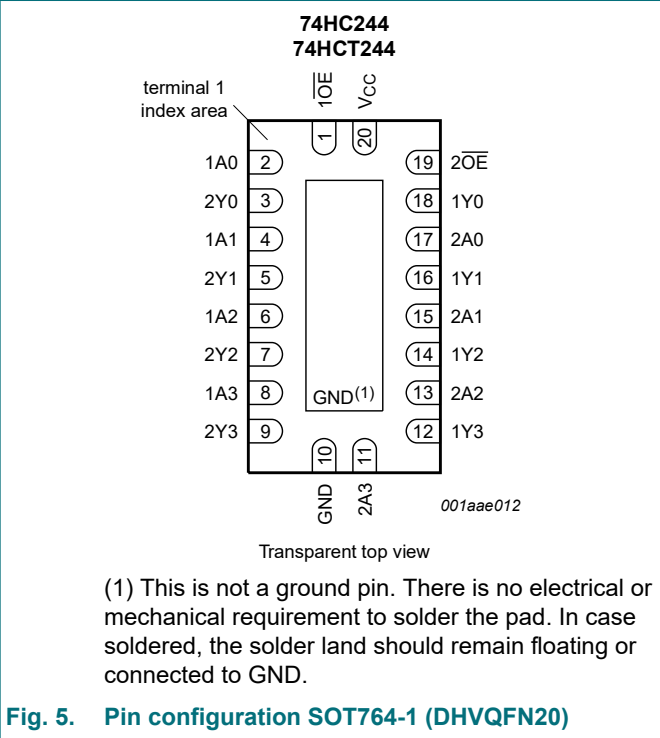 74HC244
74HCT244
terminal 1
index area
1O̅E̅
VCC
1
20
1A0 2
19 2O̅E̅
2Y0 3
18 1Y0
1A1 4
17 2A0
2Y1 5
16 1Y1
1A2 6
15 2A1
2Y2 7
14 1Y2
1A3 8
13 2A2
GND(1)
2Y3 9
12 1Y3
10
11
GND
2A3
001aae012
Transparent top view
(1) This is not a ground pin. There is no electrical or
mechanical requirement to solder the pad. In case
soldered, the solder land should remain floating or
connected to GND.
Fig. 5. Pin configuration SOT764-1 (DHVQFN20)